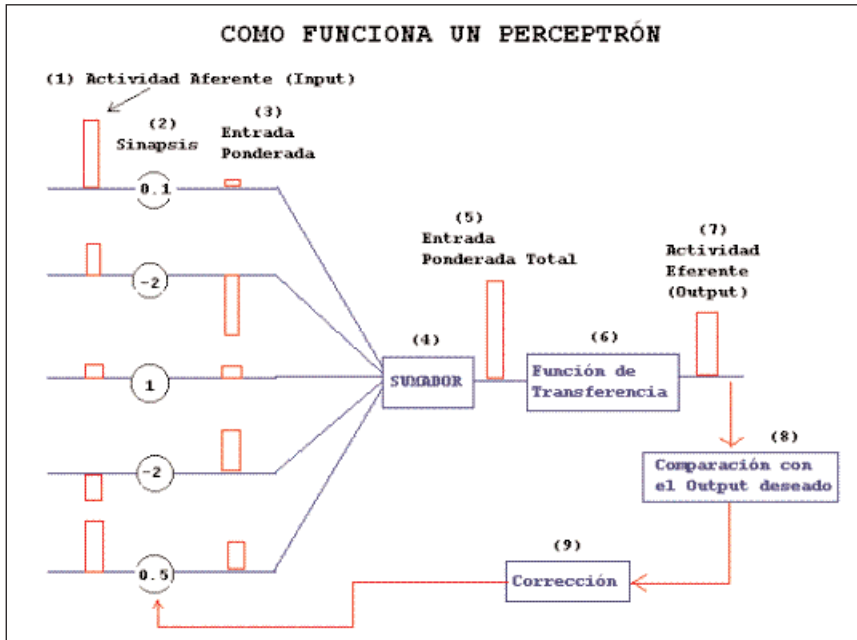 COMO FUNCIONA UN PERCEPTRÓN
(1) Actividad Aferente (Input)
(2)
Sinapsis
(3)
Entrada
Ponderada
0.1
-2
1
-2
0.5
(4)
SUMADOR
(5)
Entrada
Ponderada Total
(6)
Función de
Transferencia
(7)
Actividad
Eferente
(Output)
(8)
Comparación con
el Output deseado
(9)
Corrección